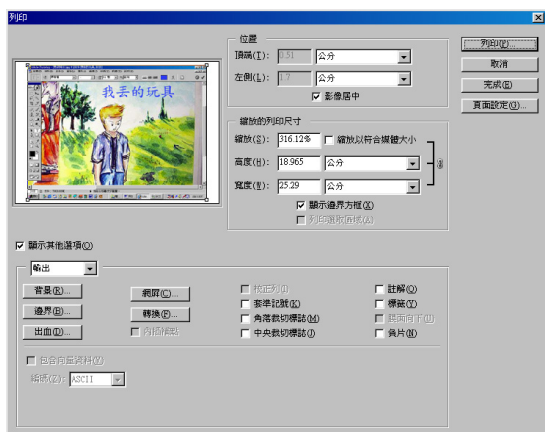 列印
位置
頂端(T): 0.51 公分
左側(L): 1.7 公分
影像居中
縮放的列印尺寸
縮放(S): 316.12% 縮放以符合媒體大小
高度(H): 18.965 公分
寬度(W): 25.29 公分
顯示邊界方框(X)
列印選取區域(A)
列印(P)...
取消
完成(E)
頁面設定(G)...
我丟的玩具
顯示其他選項(O)
輸出
背景(K)... 網屏(C)... 校正列(I) 註解(Q)
套準記號(K) 標籤(Y)
邊界(B)... 轉換(F)... 角落裁切標誌(M) 藥面向下(U)
出血(D)... 內插補點 中央裁切標誌(J) 負片(N)
包含向量資料(V)
編碼(Z): ASCII